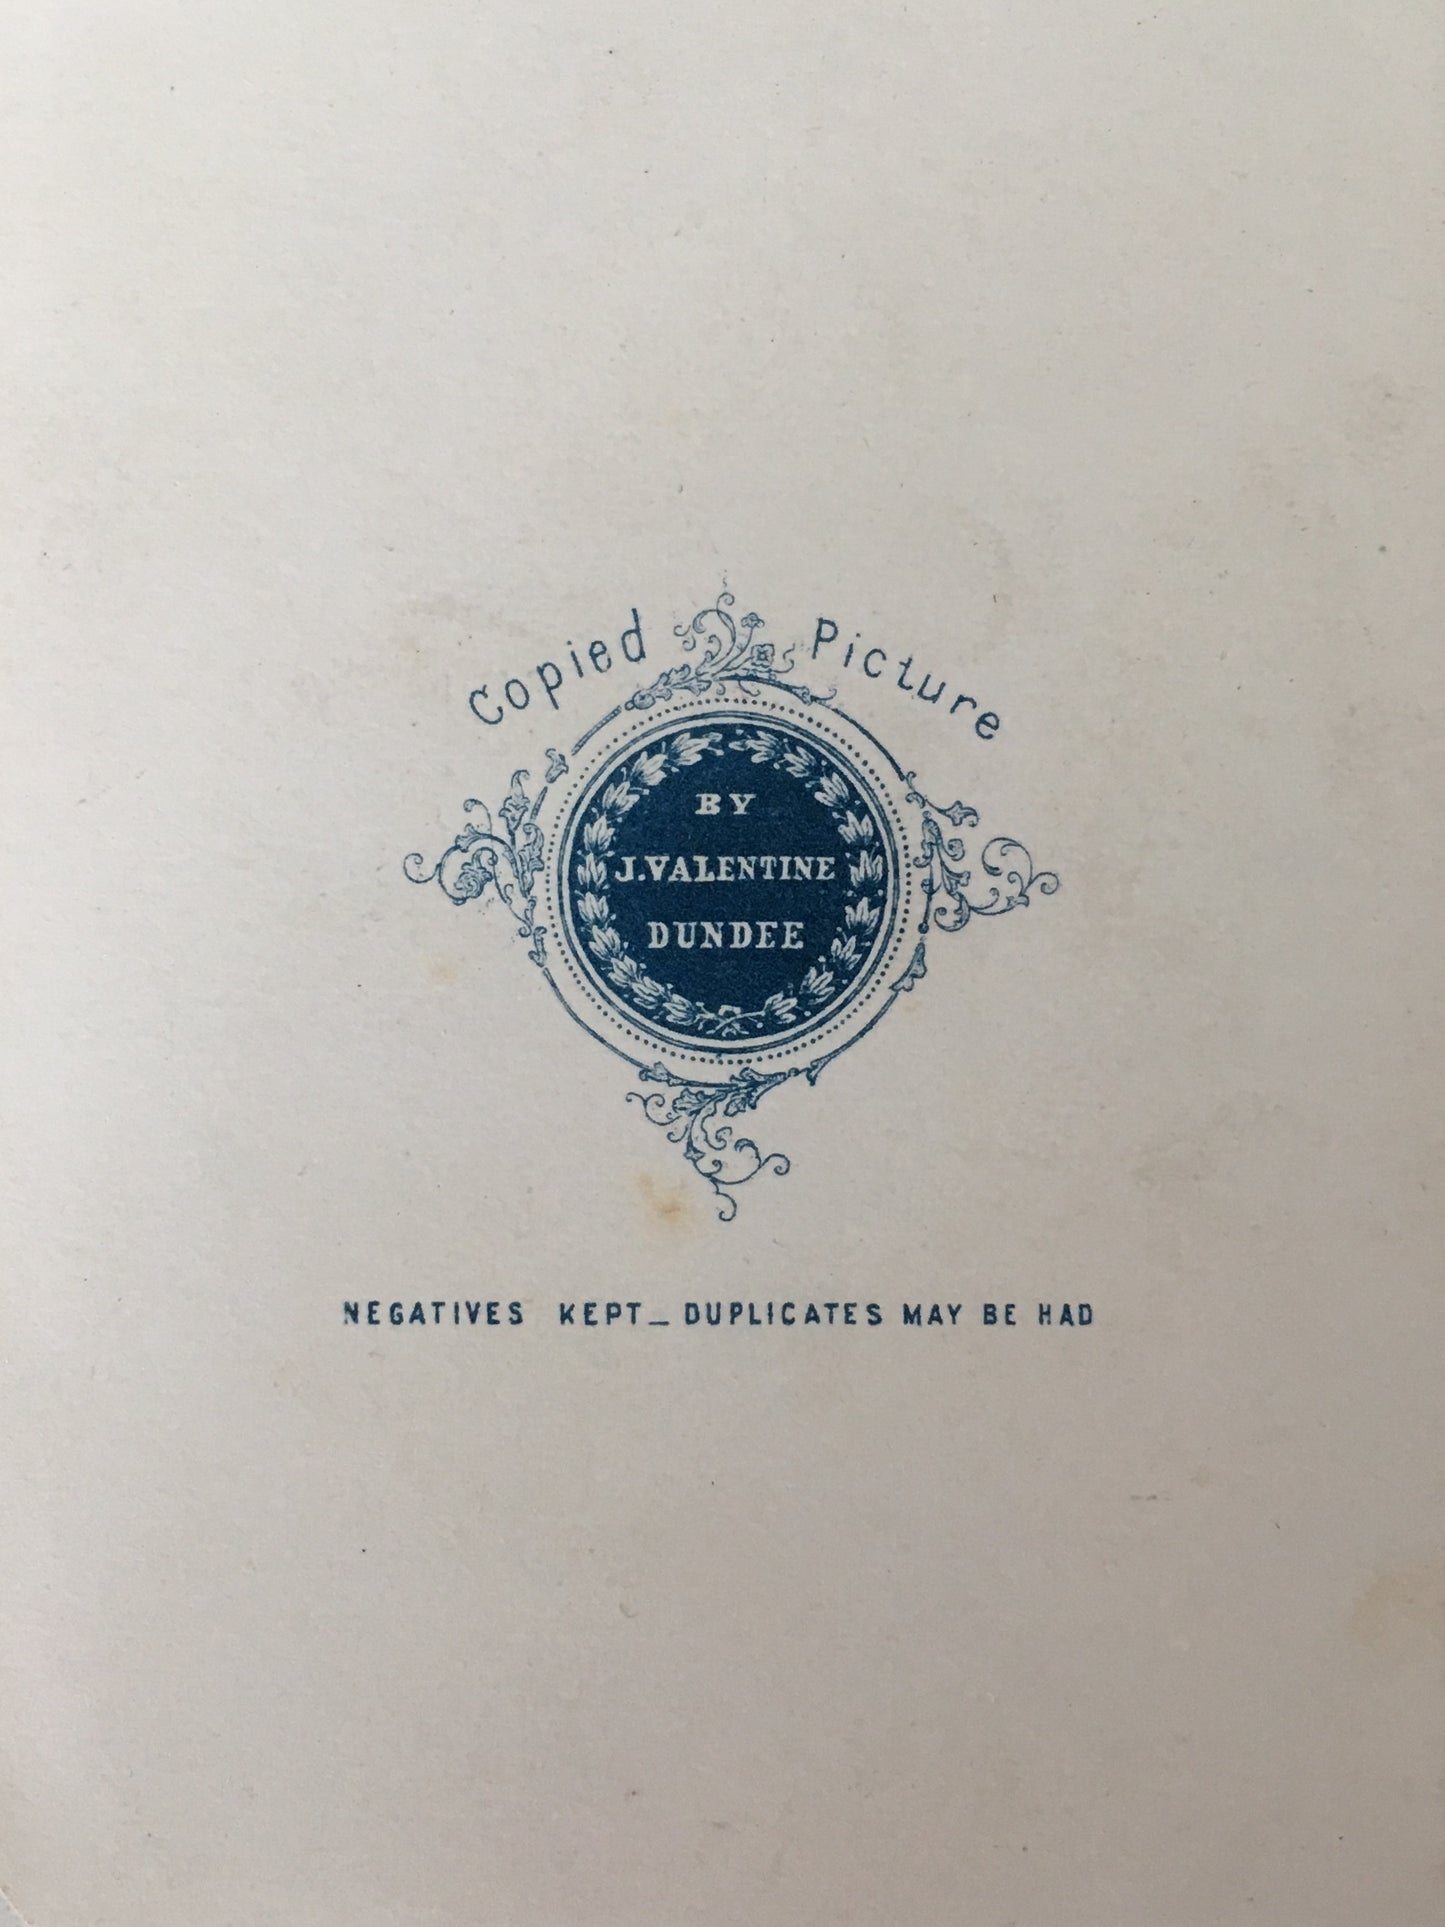 Copied Picture
BY
J. VALENTINE
DUNDEE
NEGATIVES KEPT_ DUPLICATES MAY BE HAD